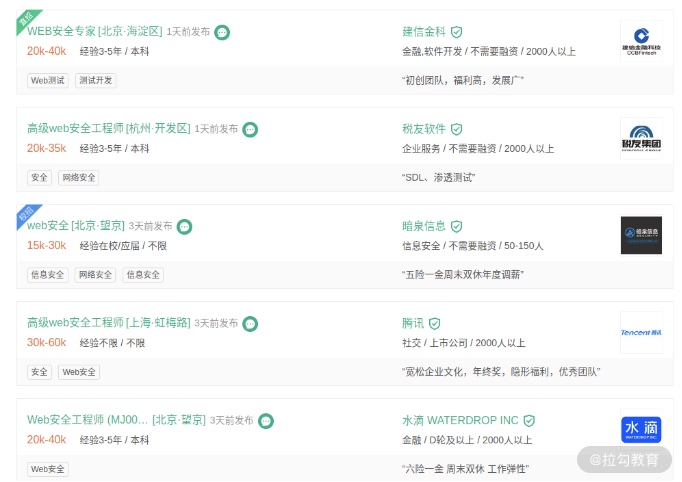 直招
WEB安全专家 [北京·海淀区] 1天前发布
20k-40k 经验3-5年 / 本科
Web测试 测试开发
建信金科
金融,软件开发 / 不需要融资 / 2000人以上
“初创团队，福利高，发展广”
建信金融科技
CCBFintech
高级web安全工程师 [杭州·开发区] 1天前发布
20k-35k 经验3-5年 / 本科
安全 网络安全
税友软件
企业服务 / 不需要融资 / 2000人以上
“SDL、渗透测试”
税友集团
校招
web安全 [北京·望京] 3天前发布
15k-30k 经验在校/应届 / 不限
信息安全 网络安全 信息安全
暗泉信息
信息安全 / 不需要融资 / 50-150人
“五险一金周末双休年度调薪”
暗泉信息
高级web安全工程师 [上海·虹梅路] 3天前发布
30k-60k 经验不限 / 不限
安全 Web安全
腾讯
社交 / 上市公司 / 2000人以上
“宽松企业文化，年终奖，隐形福利，优秀团队”
Tencent 腾讯
Web安全工程师 (MJ00… [北京·望京] 3天前发布
20k-40k 经验3-5年 / 本科
Web安全
水滴 WATERDROP INC
金融 / D轮及以上 / 2000人以上
“六险一金 周末双休 工作弹性”
水滴
WATERDROP INC.
@拉勾教育